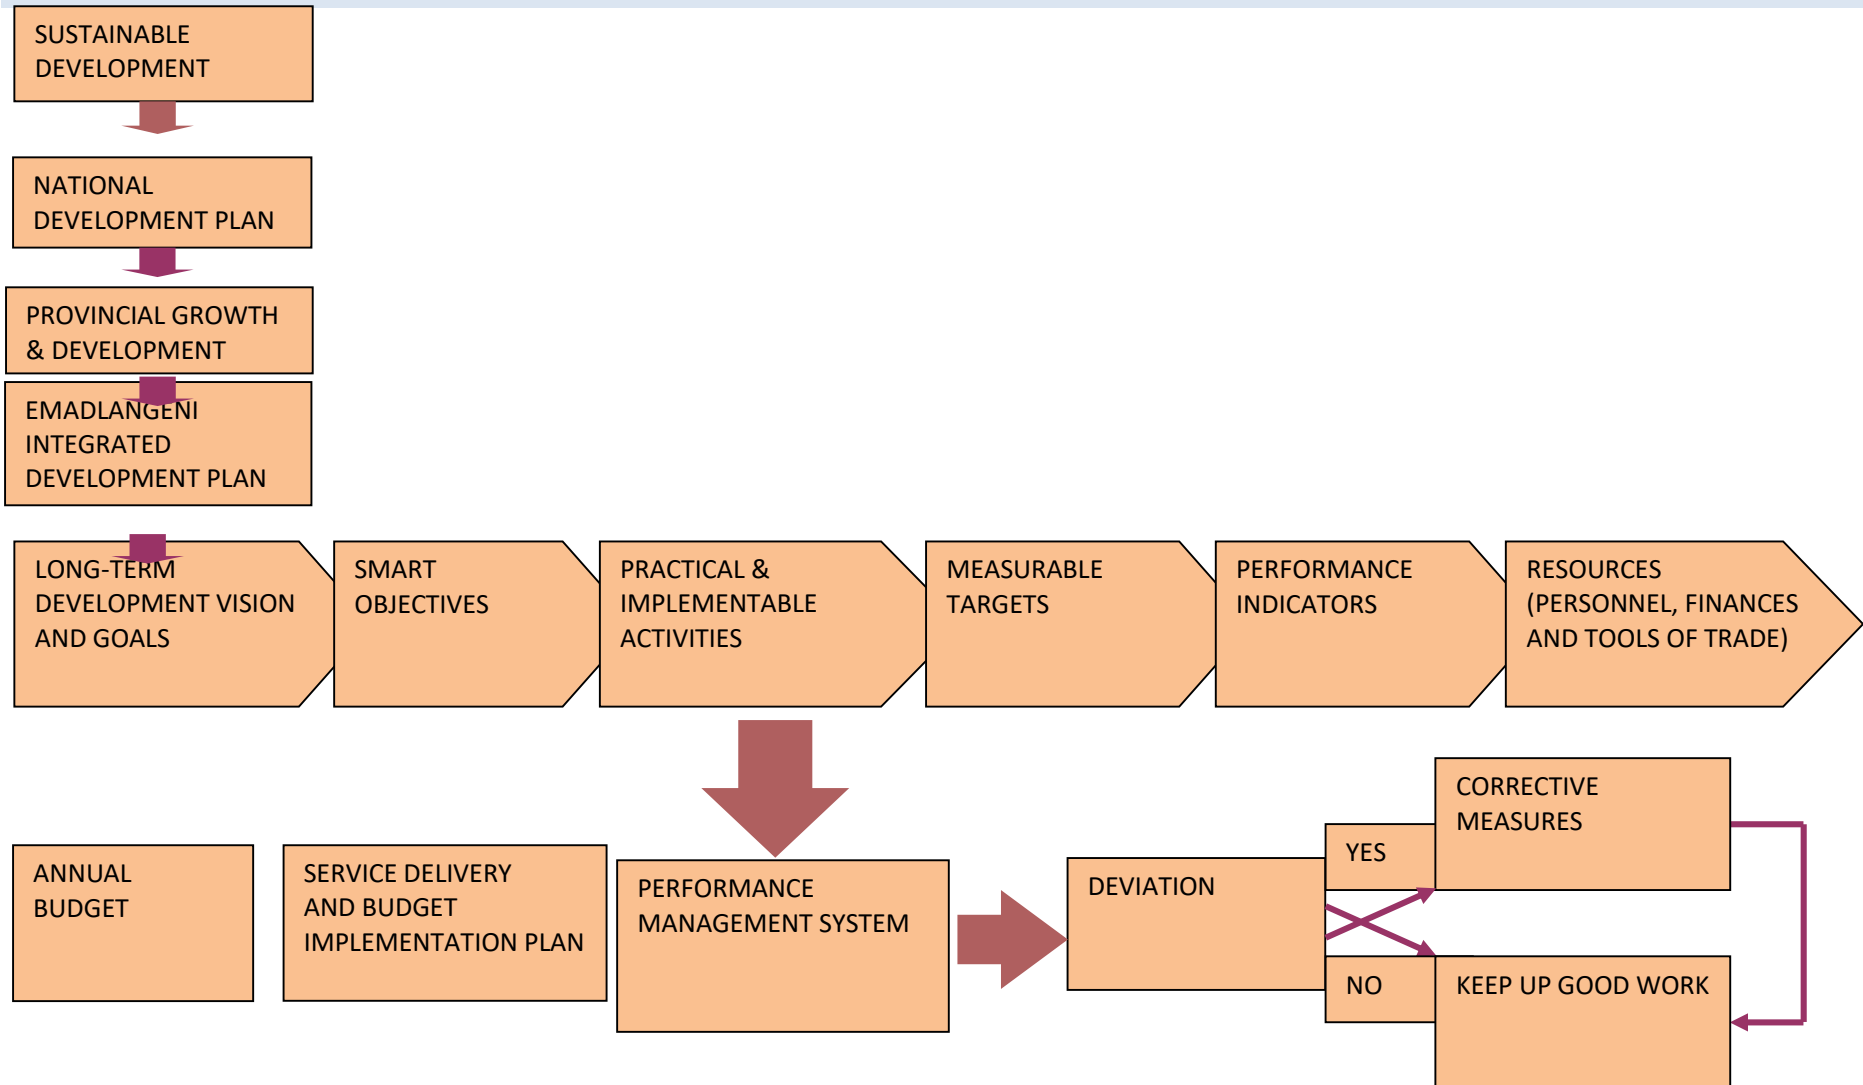 SUSTAINABLE
DEVELOPMENT
NATIONAL
DEVELOPMENT PLAN
PROVINCIAL GROWTH
& DEVELOPMENT
EMADLANGENI
INTEGRATED
DEVELOPMENT PLAN
LONG-TERM
DEVELOPMENT VISION
AND GOALS
SMART
OBJECTIVES
PRACTICAL &
IMPLEMENTABLE
ACTIVITIES
MEASURABLE
TARGETS
PERFORMANCE
INDICATORS
RESOURCES
(PERSONNEL, FINANCES
AND TOOLS OF TRADE)
ANNUAL
BUDGET
SERVICE DELIVERY
AND BUDGET
IMPLEMENTATION PLAN
PERFORMANCE
MANAGEMENT SYSTEM
DEVIATION
YES
CORRECTIVE
MEASURES
NO
KEEP UP GOOD WORK